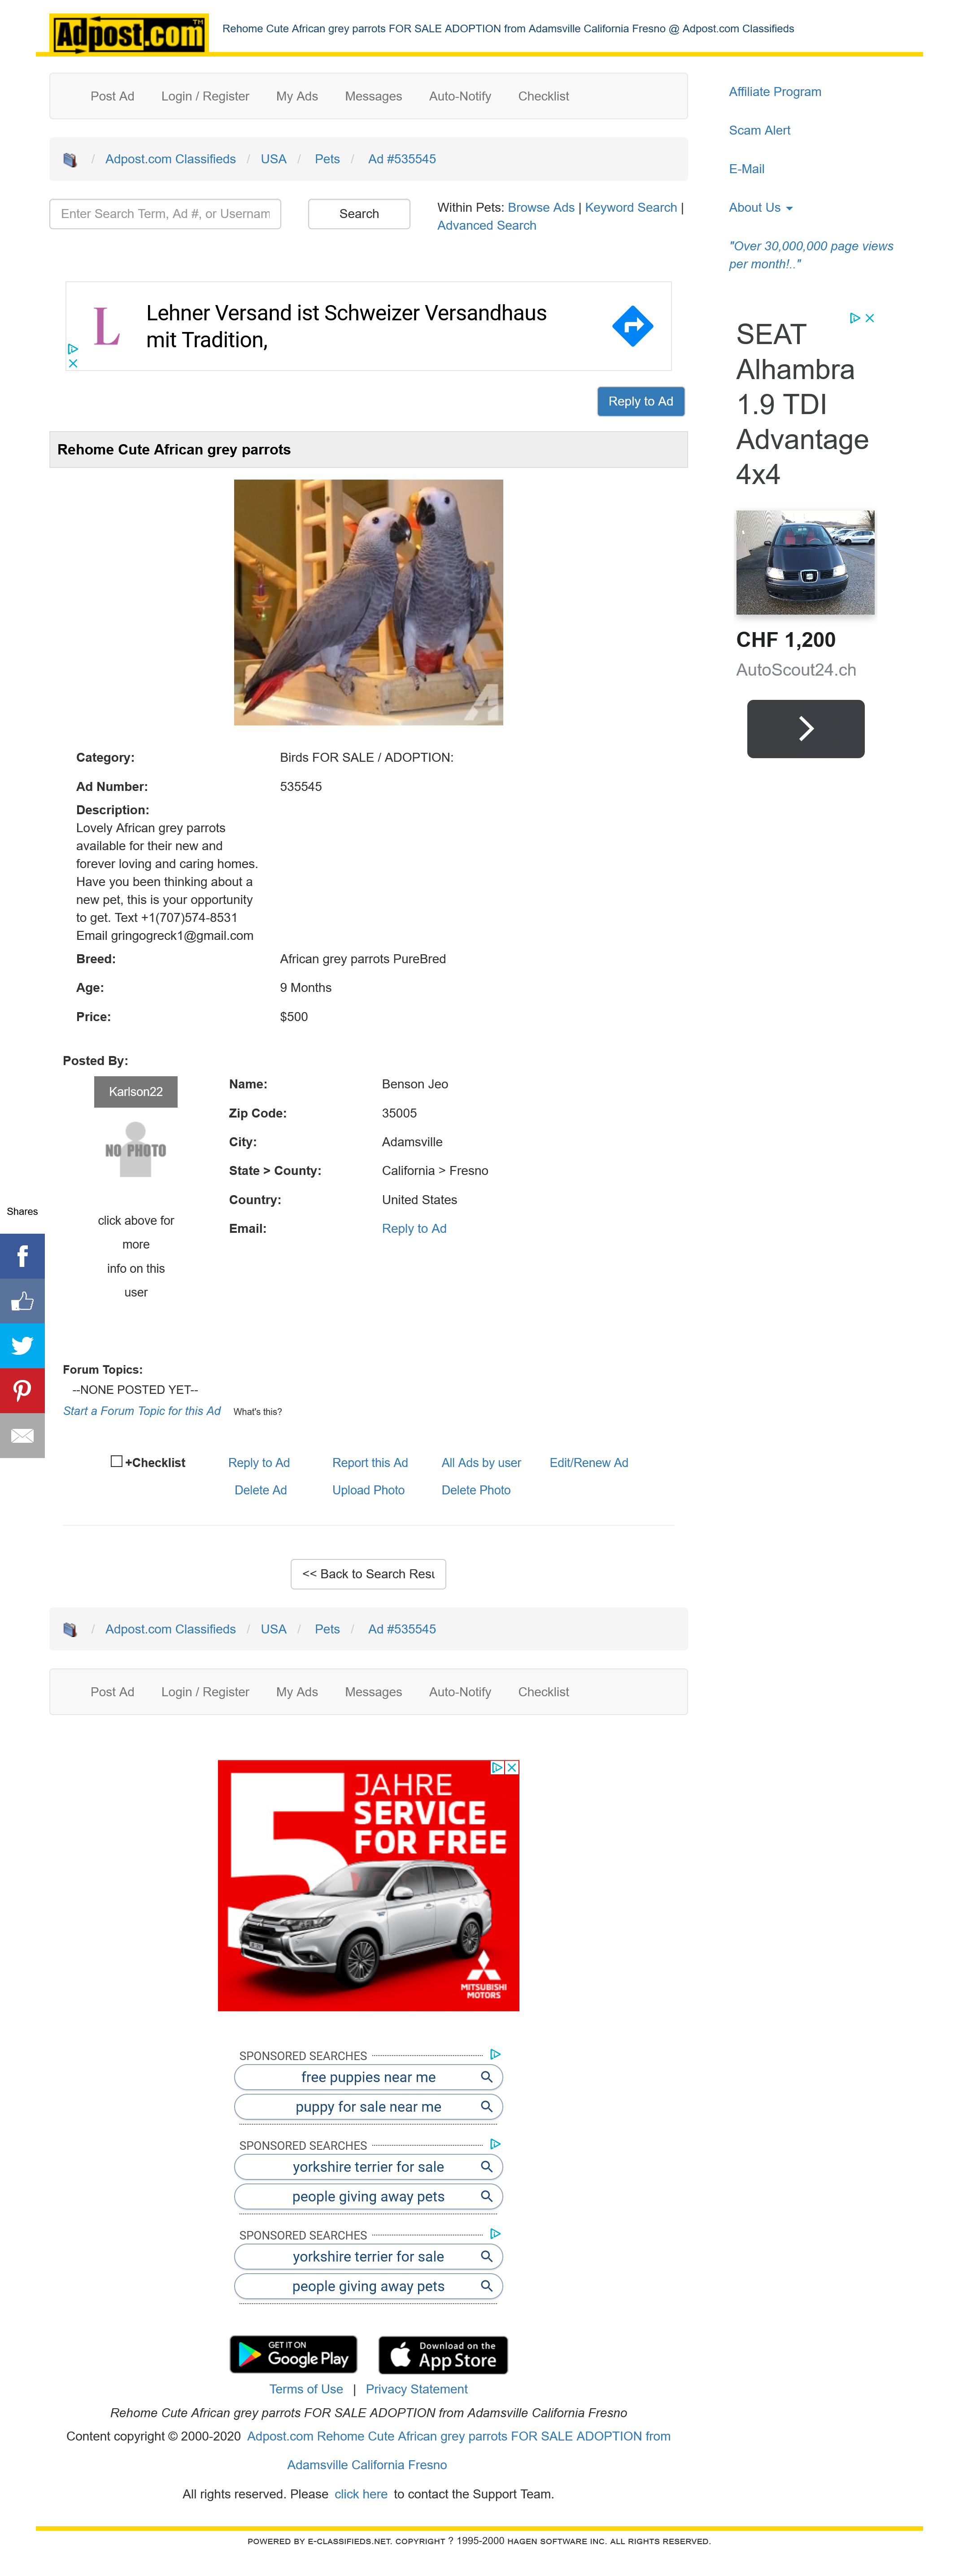 Adpost.com TM
Rehome Cute African grey parrots FOR SALE ADOPTION from Adamsville California Fresno @ Adpost.com Classifieds
Post Ad Login / Register My Ads Messages Auto-Notify Checklist
Affiliate Program
Scam Alert
E-Mail
About Us
"Over 30,000,000 page views
per month!.."
/ Adpost.com Classifieds / USA / Pets / Ad #535545
Enter Search Term, Ad #, or Usernam
Search
Within Pets: Browse Ads | Keyword Search |
Advanced Search
Lehner Versand ist Schweizer Versandhaus
mit Tradition,
L
SEAT
Alhambra
1.9 TDI
Advantage
4x4
CHF 1,200
AutoScout24.ch
Reply to Ad
Rehome Cute African grey parrots
Category: Birds FOR SALE / ADOPTION:
Ad Number: 535545
Description:
Lovely African grey parrots
available for their new and
forever loving and caring homes.
Have you been thinking about a
new pet, this is your opportunity
to get. Text +1(707)574-8531
Email gringogreck1@gmail.com
Breed: African grey parrots PureBred
Age: 9 Months
Price: $500
Posted By:
Karlson22
NO PHOTO
click above for
more
info on this
user
Name: Benson Jeo
Zip Code: 35005
City: Adamsville
State > County: California > Fresno
Country: United States
Email: Reply to Ad
Shares
Forum Topics:
--NONE POSTED YET--
Start a Forum Topic for this Ad What's this?
+Checklist Reply to Ad Report this Ad All Ads by user Edit/Renew Ad
Delete Ad Upload Photo Delete Photo
<< Back to Search Resu
/ Adpost.com Classifieds / USA / Pets / Ad #535545
Post Ad Login / Register My Ads Messages Auto-Notify Checklist
5 JAHRE
SERVICE
FOR FREE
MITSUBISHI
MOTORS
SPONSORED SEARCHES
free puppies near me
puppy for sale near me
SPONSORED SEARCHES
yorkshire terrier for sale
people giving away pets
SPONSORED SEARCHES
yorkshire terrier for sale
people giving away pets
GET IT ON
Google Play
Download on the
App Store
Terms of Use | Privacy Statement
Rehome Cute African grey parrots FOR SALE ADOPTION from Adamsville California Fresno
Content copyright © 2000-2020 Adpost.com Rehome Cute African grey parrots FOR SALE ADOPTION from
Adamsville California Fresno
All rights reserved. Please click here to contact the Support Team.
POWERED BY E-CLASSIFIEDS.NET. COPYRIGHT ? 1995-2000 HAGEN SOFTWARE INC. ALL RIGHTS RESERVED.